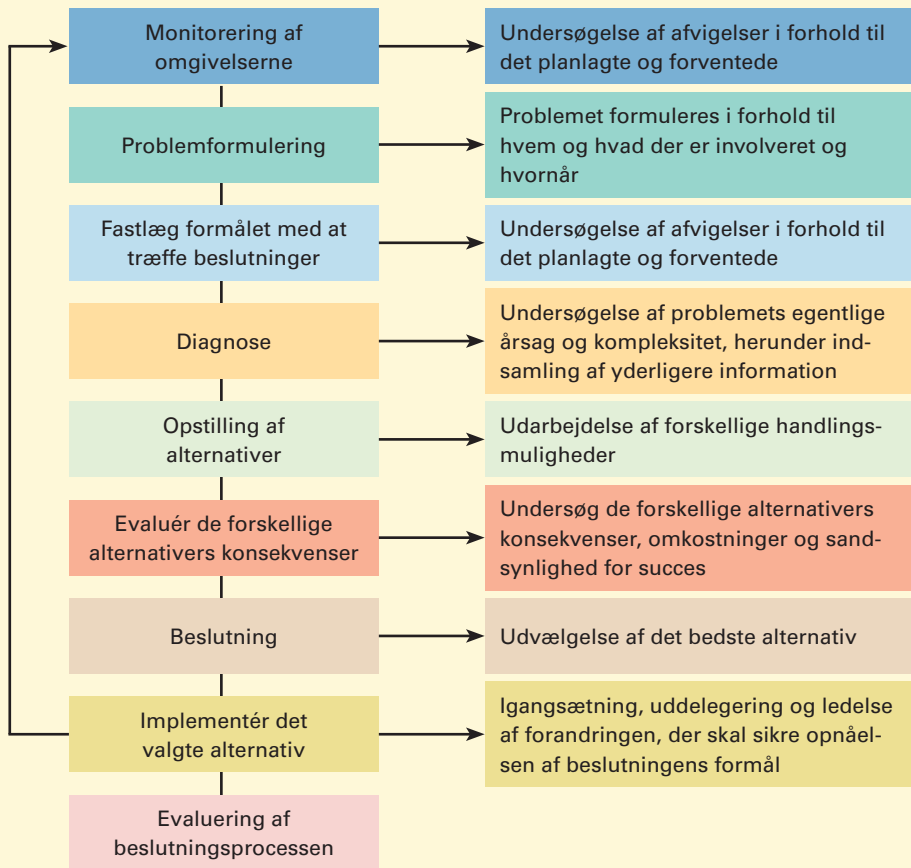 Monitorering af
omgivelserne
Undersøgelse af afvigelser i forhold til
det planlagte og forventede
Problemformulering
Problemet formuleres i forhold til
hvem og hvad der er involveret og
hvornår
Fastlæg formålet med at
træffe beslutninger
Undersøgelse af afvigelser i forhold til
det planlagte og forventede
Diagnose
Undersøgelse af problemets egentlige
årsag og kompleksitet, herunder ind-
samling af yderligere information
Opstilling af
alternativer
Udarbejdelse af forskellige handlings-
muligheder
Evaluér de forskellige
alternativers konsekvenser
Undersøg de forskellige alternativers
konsekvenser, omkostninger og sand-
synlighed for succes
Beslutning
Udvælgelse af det bedste alternativ
Implementér det
valgte alternativ
Igangsætning, uddelegering og ledelse
af forandringen, der skal sikre opnåel-
sen af beslutningens formål
Evaluering af
beslutningsprocessen